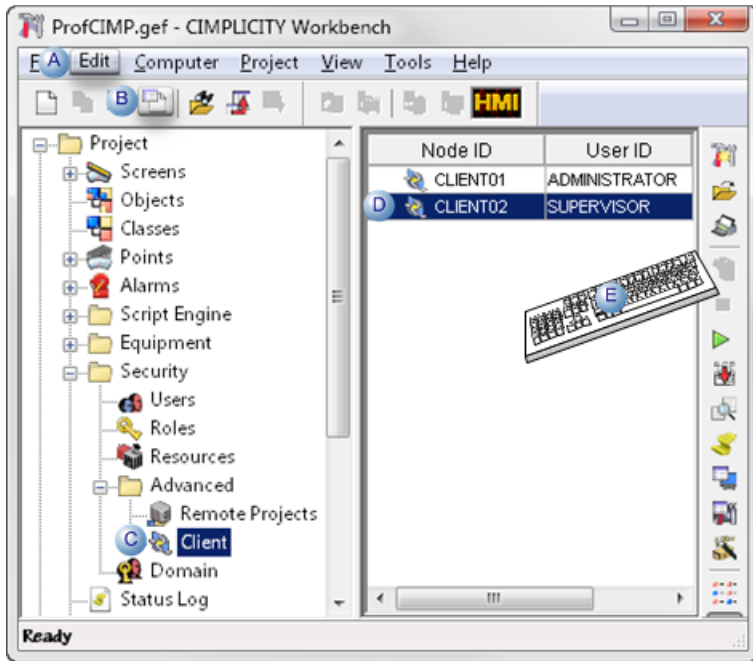 ProfCIMP.gef - CIMPLICITY Workbench
F A Edit Computer Project View Tools Help
B HMI
Project
Screens
Objects
Classes
Points
Alarms
Script Engine
Equipment
Security
Users
Roles
Resources
Advanced
Remote Projects
C Client
Domain
Status Log
Node ID User ID
CLIENT01 ADMINISTRATOR
D CLIENT02 SUPERVISOR
E
Ready